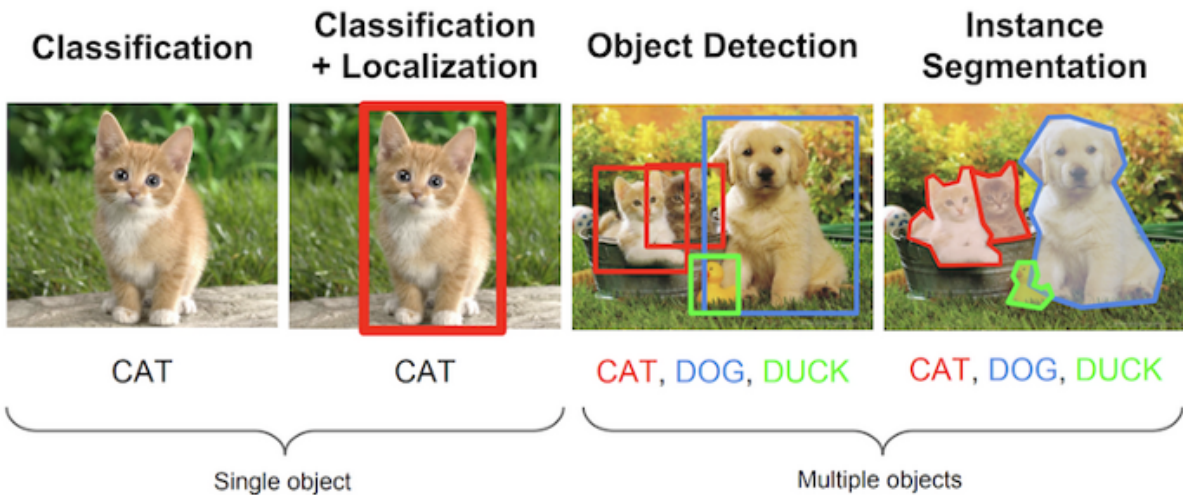 Classification
Classification
+ Localization
Object Detection
Instance
Segmentation
CAT
CAT
CAT, DOG, DUCK
CAT, DOG, DUCK
Single object
Multiple objects